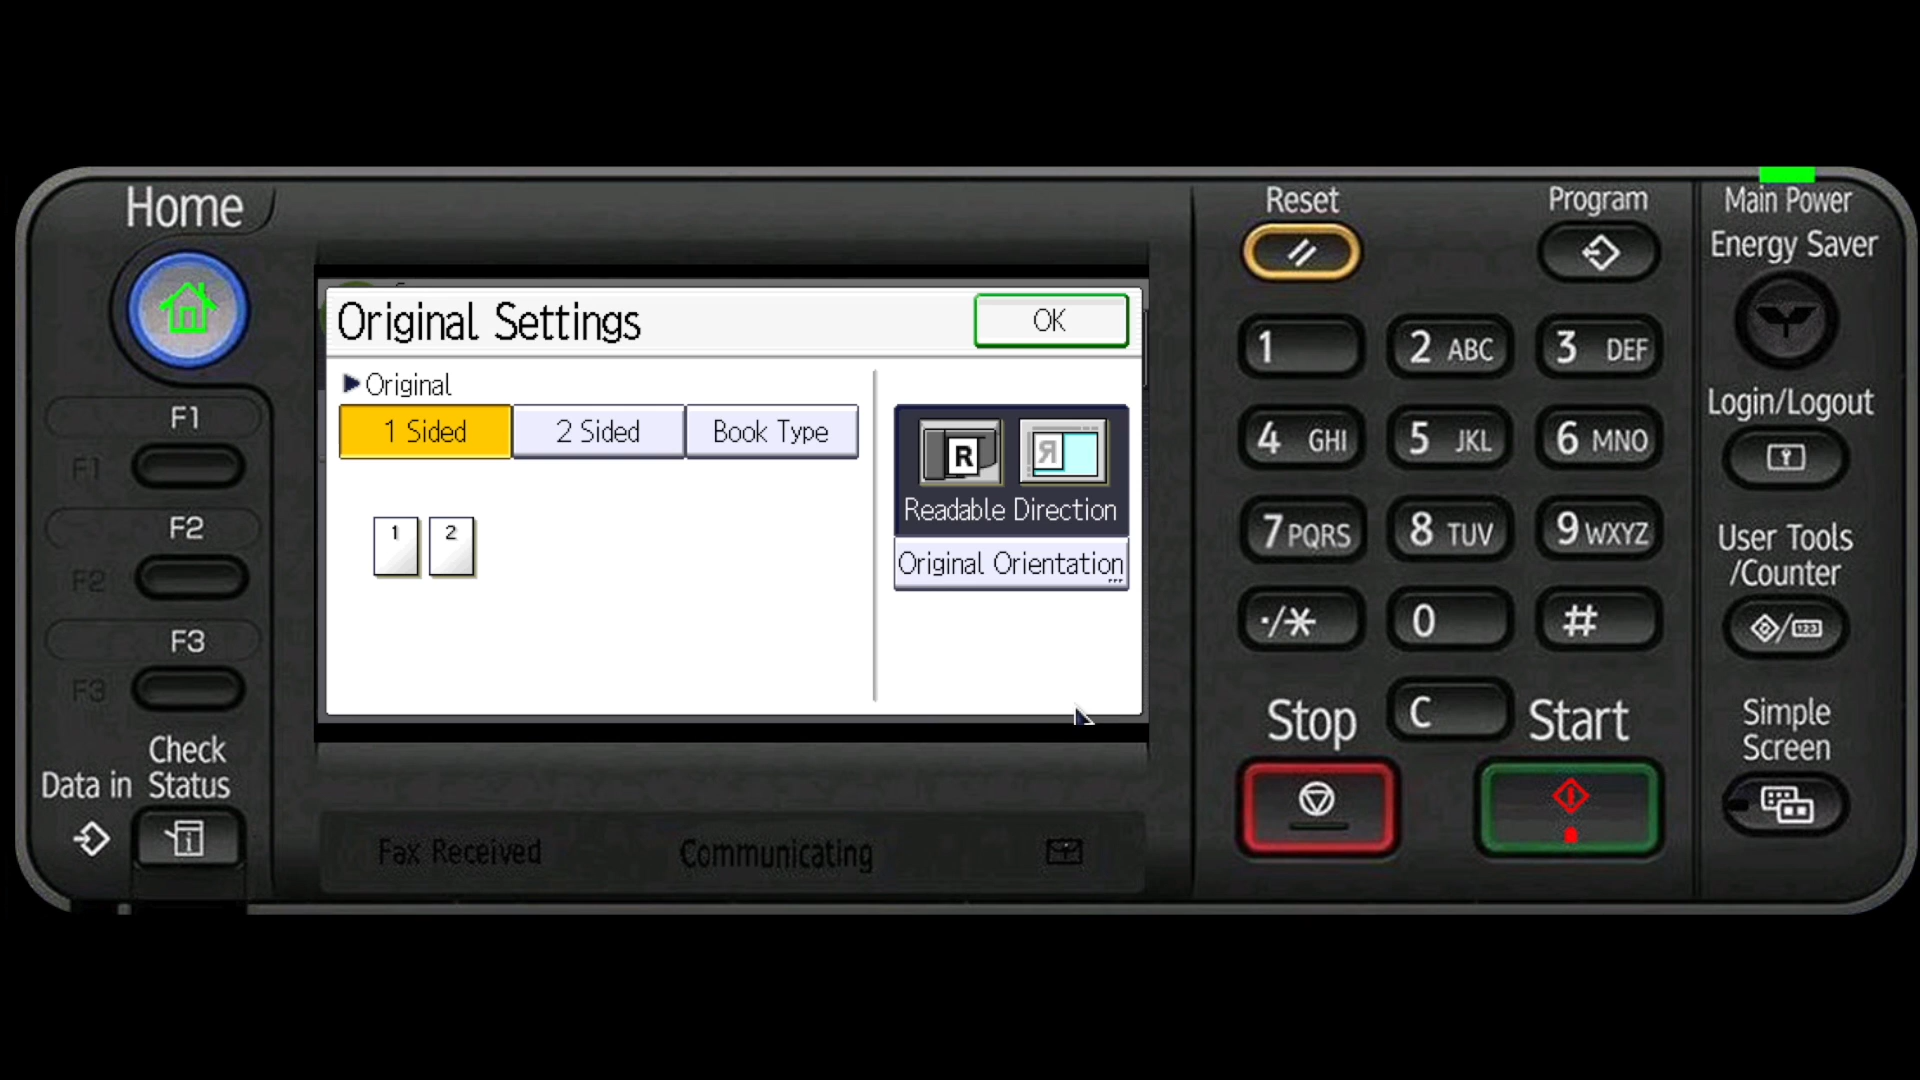 Home
F1
F1
F2
F2
F3
F3
Check
Data in Status
Original Settings
OK
Original
1 Sided
2 Sided
Book Type
R
R
Readable Direction
Original Orientation
1
2
Fax Received
Communicating
Reset
Program
1
2 ABC
3 DEF
4 GHI
5 JKL
6 MNO
7 PQRS
8 TUV
9 WXYZ
·/*
0
#
Stop
C
Start
Main Power
Energy Saver
Login/Logout
User Tools
/Counter
123
Simple
Screen